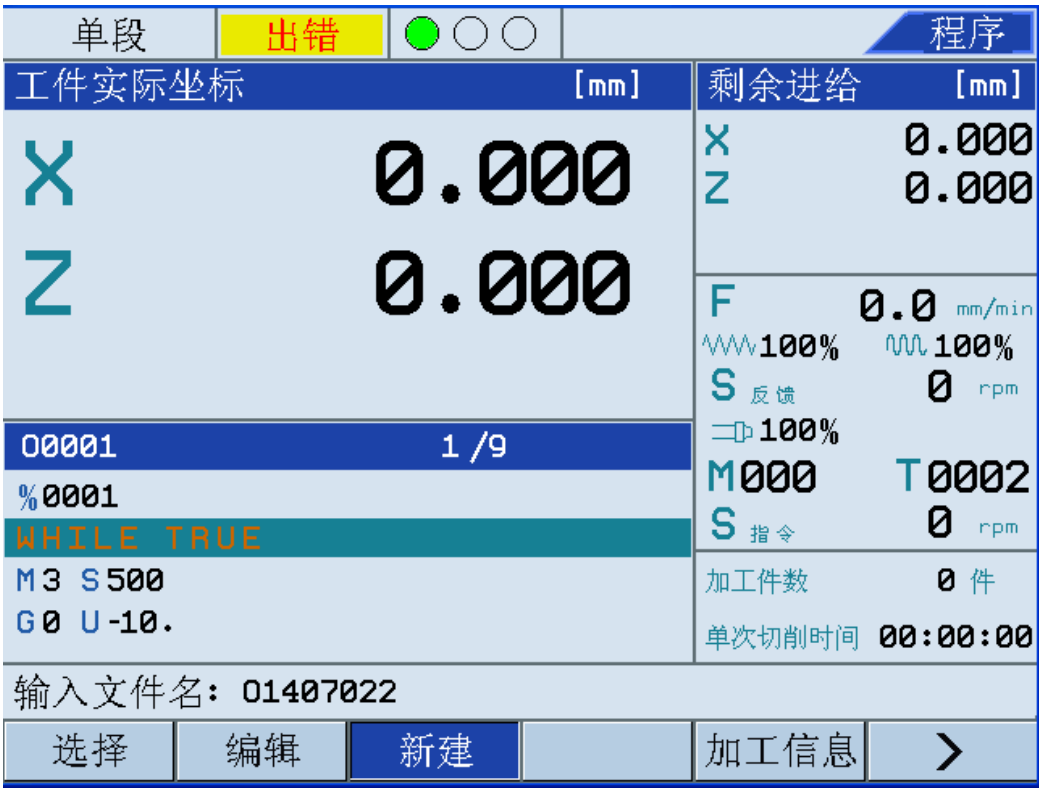 单段 出错 程序
工件实际坐标 [mm]
X 0.000
Z 0.000
剩余进给 [mm]
X 0.000
Z 0.000
F 0.0 mm/min
100% 100%
S 反馈 0 rpm
100%
M000 T0002
S 指令 0 rpm
加工件数 0 件
单次切削时间 00:00:00
O0001 1/9
%0001
WHILE TRUE
M3 S500
G0 U-10.
输入文件名: O1407022
选择 编辑 新建 加工信息 >